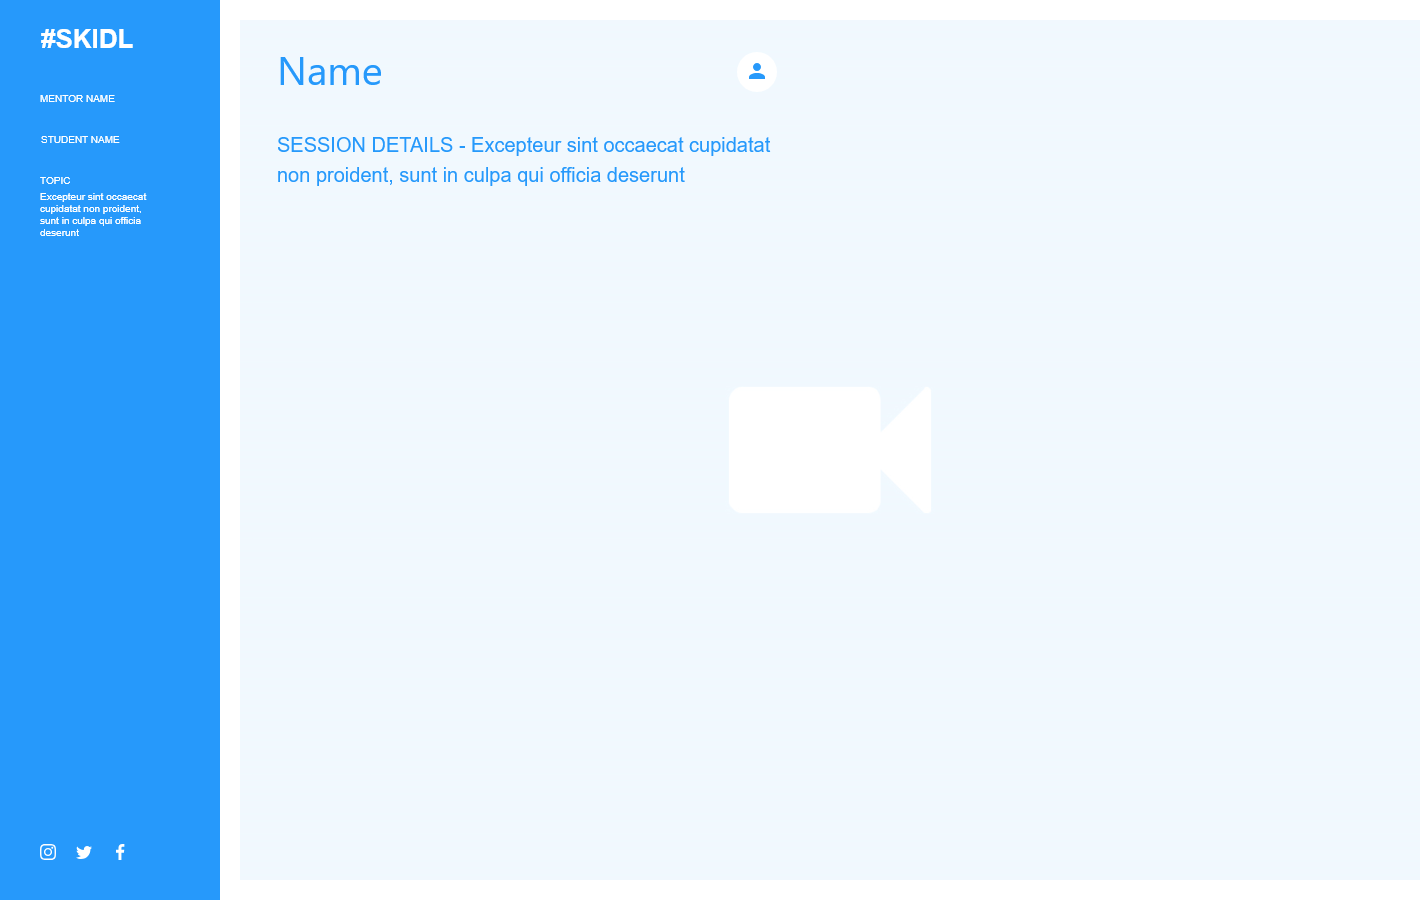 #SKIDL
MENTOR NAME
STUDENT NAME
TOPIC
Excepteur sint occaecat
cupidatat non proident,
sunt in culpa qui officia
deserunt
Name
SESSION DETAILS - Excepteur sint occaecat cupidatat
non proident, sunt in culpa qui officia deserunt